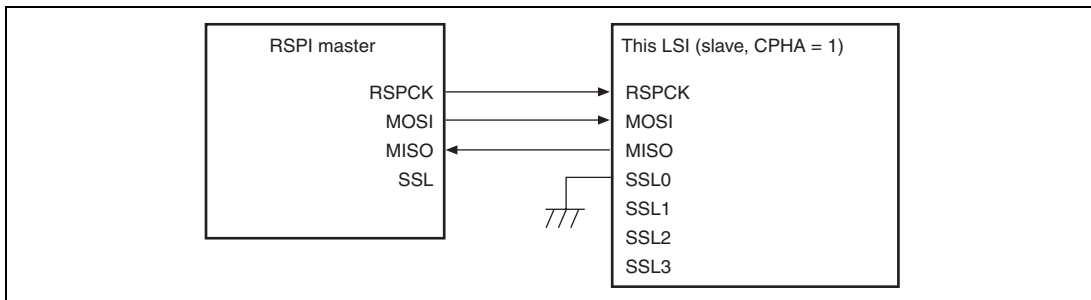 RSPI master
RSPCK
MOSI
MISO
SSL
This LSI (slave, CPHA = 1)
RSPCK
MOSI
MISO
SSL0
SSL1
SSL2
SSL3